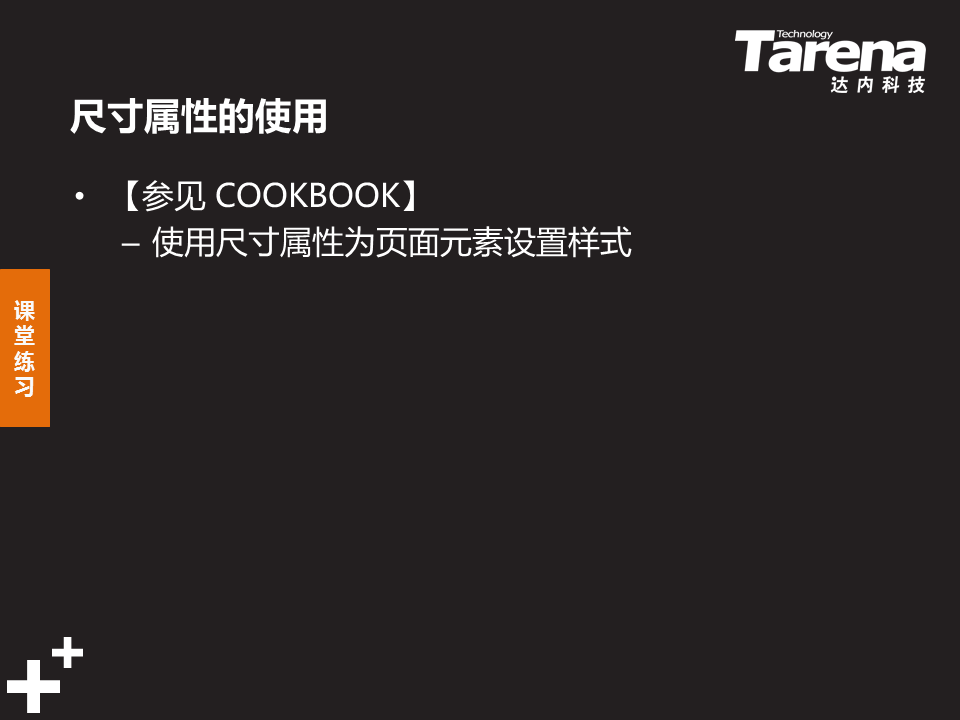 Technology
Tarena
达内科技
尺寸属性的使用
• 【参见 COOKBOOK】
– 使用尺寸属性为页面元素设置样式
课
堂
练
习